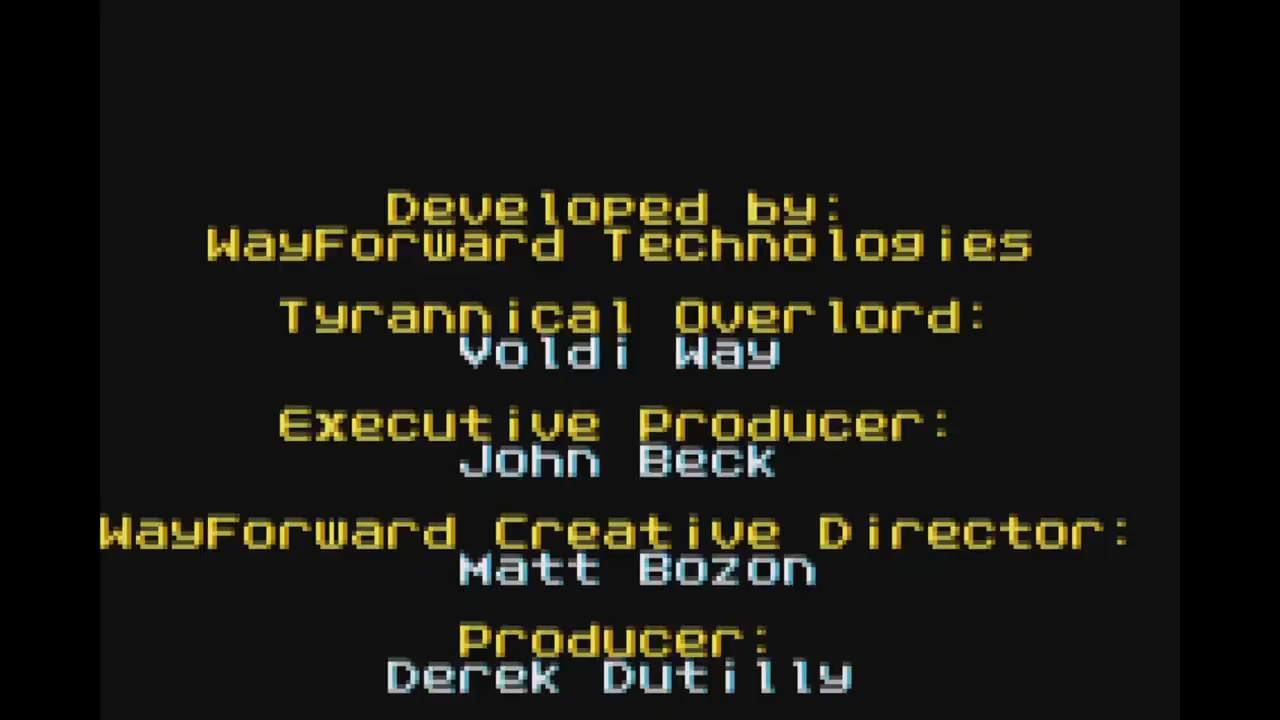 Developed by:
WayForward Technologies
Tyrannical Overlord:
Voldi Way
Executive Producer:
John Beck
WayForward Creative Director:
Matt Bozon
Producer:
Derek Dutilly